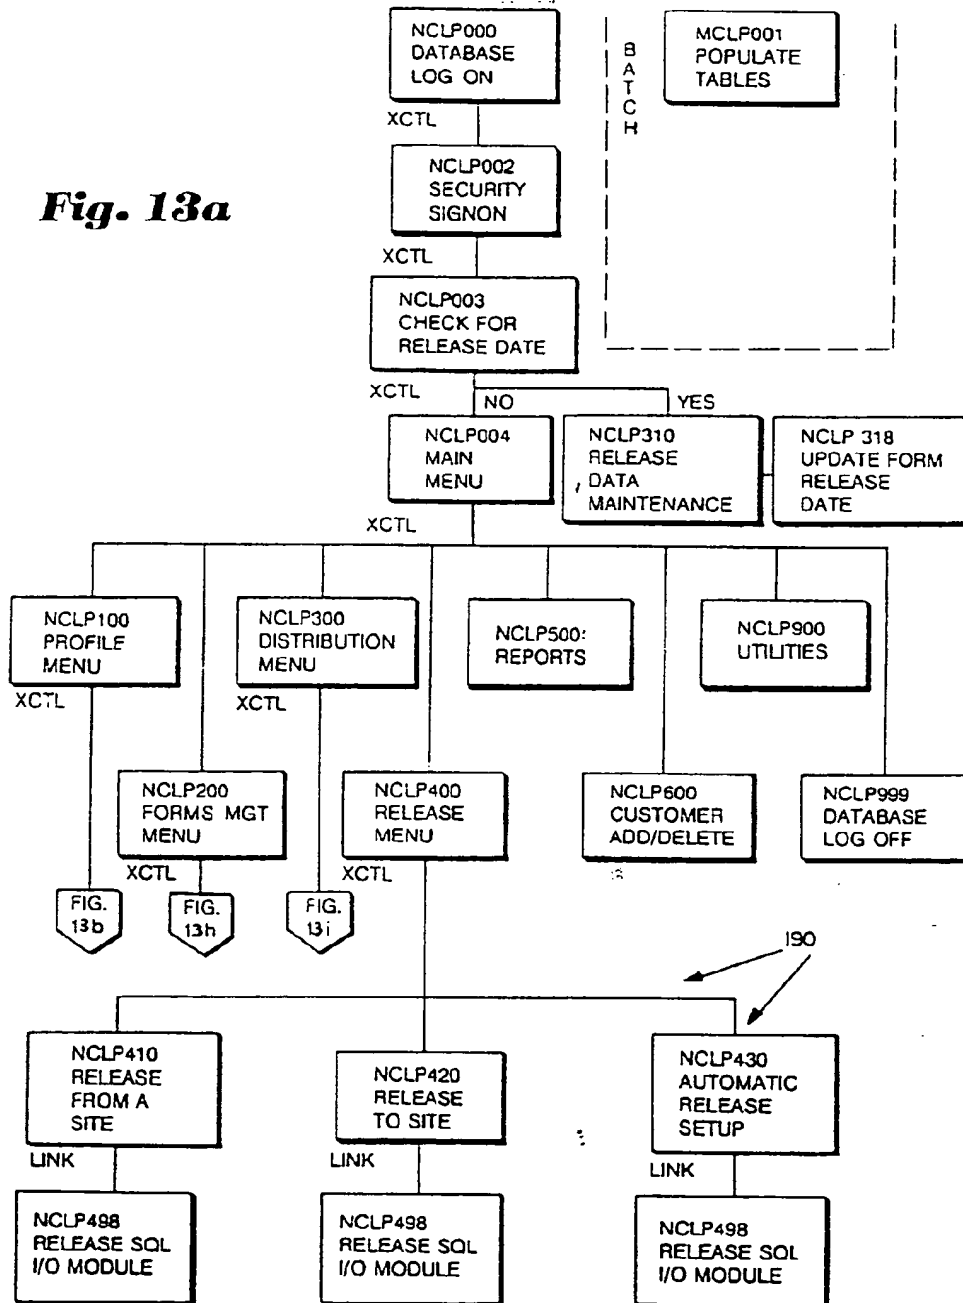 NCLP000
DATABASE
LOG ON
BATCH
MCLP001
POPULATE
TABLES
XCTL
NCLP002
SECURITY
SIGNON
Fig. 13a
XCTL
NCLP003
CHECK FOR
RELEASE DATE
XCTL
NO
YES
NCLP004
MAIN
MENU
NCLP310
RELEASE
DATA
MAINTENANCE
NCLP 318
UPDATE FORM
RELEASE
DATE
XCTL
NCLP100
PROFILE
MENU
XCTL
NCLP300
DISTRIBUTION
MENU
XCTL
NCLP500:
REPORTS
NCLP900
UTILITIES
NCLP200
FORMS MGT
MENU
XCTL
NCLP400
RELEASE
MENU
XCTL
NCLP600
CUSTOMER
ADD/DELETE
NCLP999
DATABASE
LOG OFF
FIG.
13b
FIG.
13h
FIG.
13i
190
NCLP410
RELEASE
FROM A
SITE
LINK
NCLP420
RELEASE
TO SITE
LINK
NCLP430
AUTOMATIC
RELEASE
SETUP
LINK
NCLP498
RELEASE SQL
I/O MODULE
NCLP498
RELEASE SQL
I/O MODULE
NCLP498
RELEASE SQL
I/O MODULE